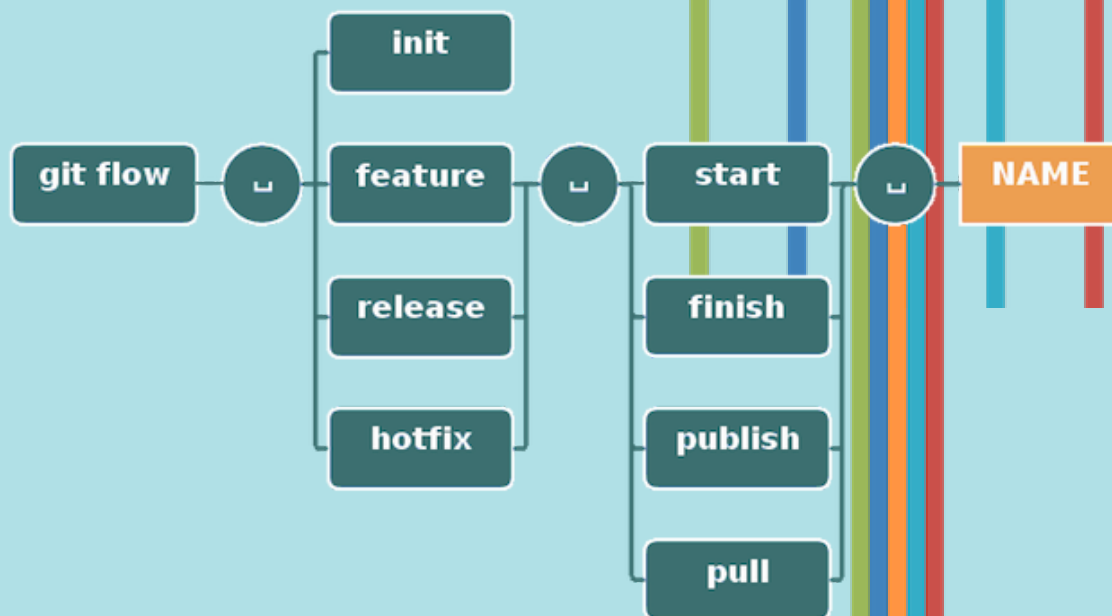 init
git flow ␣ feature ␣ start ␣ NAME
release finish
hotfix publish
pull